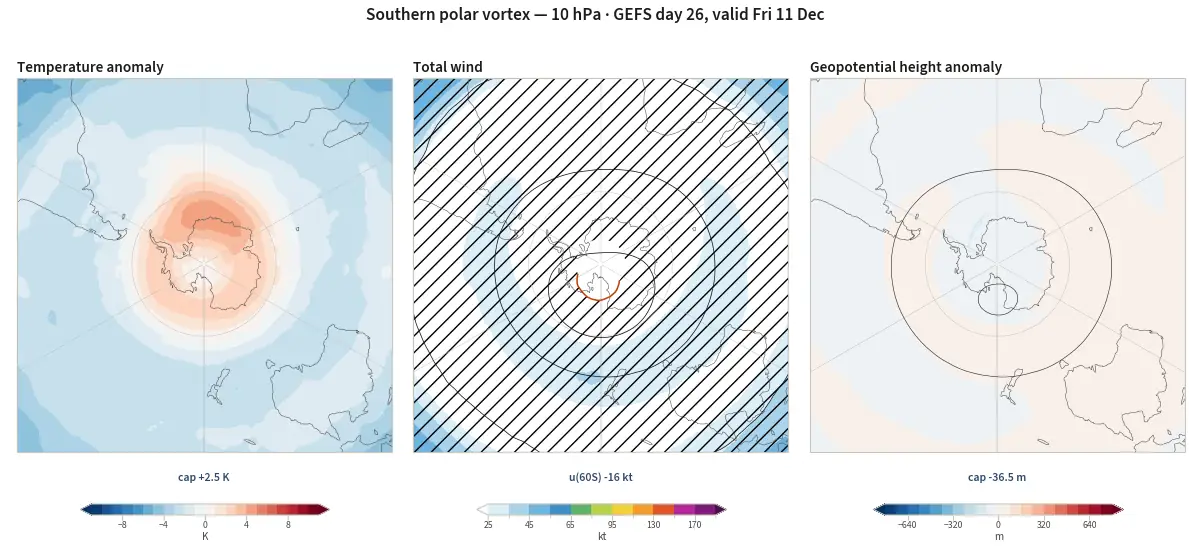 Southern polar vortex — 10 hPa · GEFS day 26, valid Fri 11 Dec
Temperature anomaly
Total wind
Geopotential height anomaly
cap +2.5 K
u(60S) -16 kt
cap -36.5 m
−8 −4 0 4 8
K
25 45 65 95 130 170
kt
−640 −320 0 320 640
m